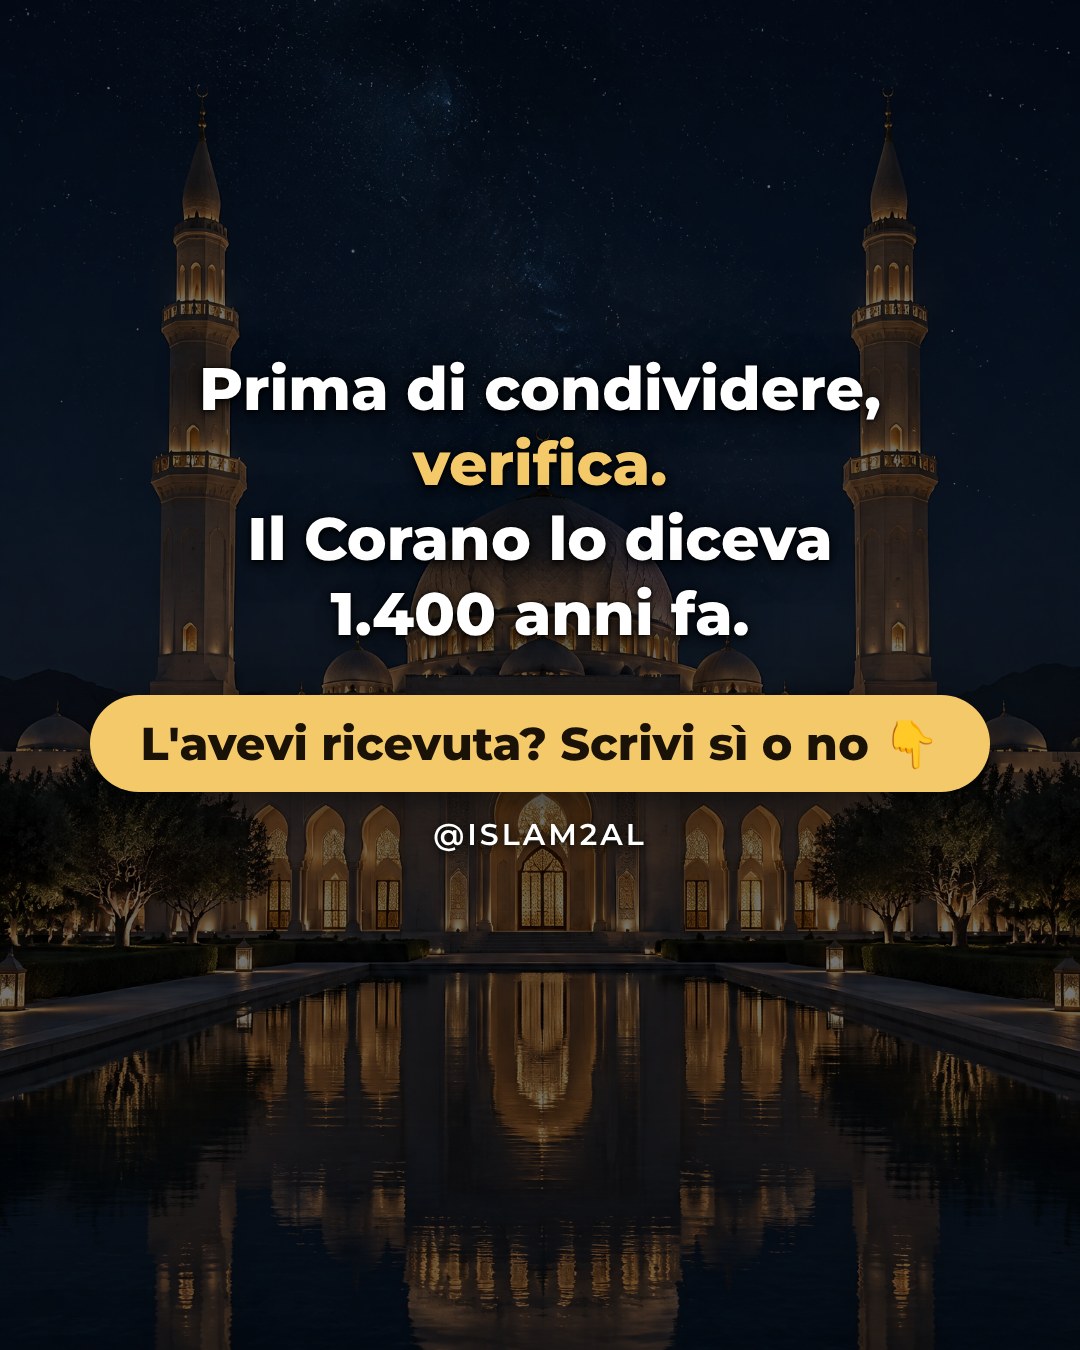 Prima di condividere,
verifica.
Il Corano lo diceva
1.400 anni fa.
L'avevi ricevuta? Scrivi sì o no 👇
@ISLAM2AL